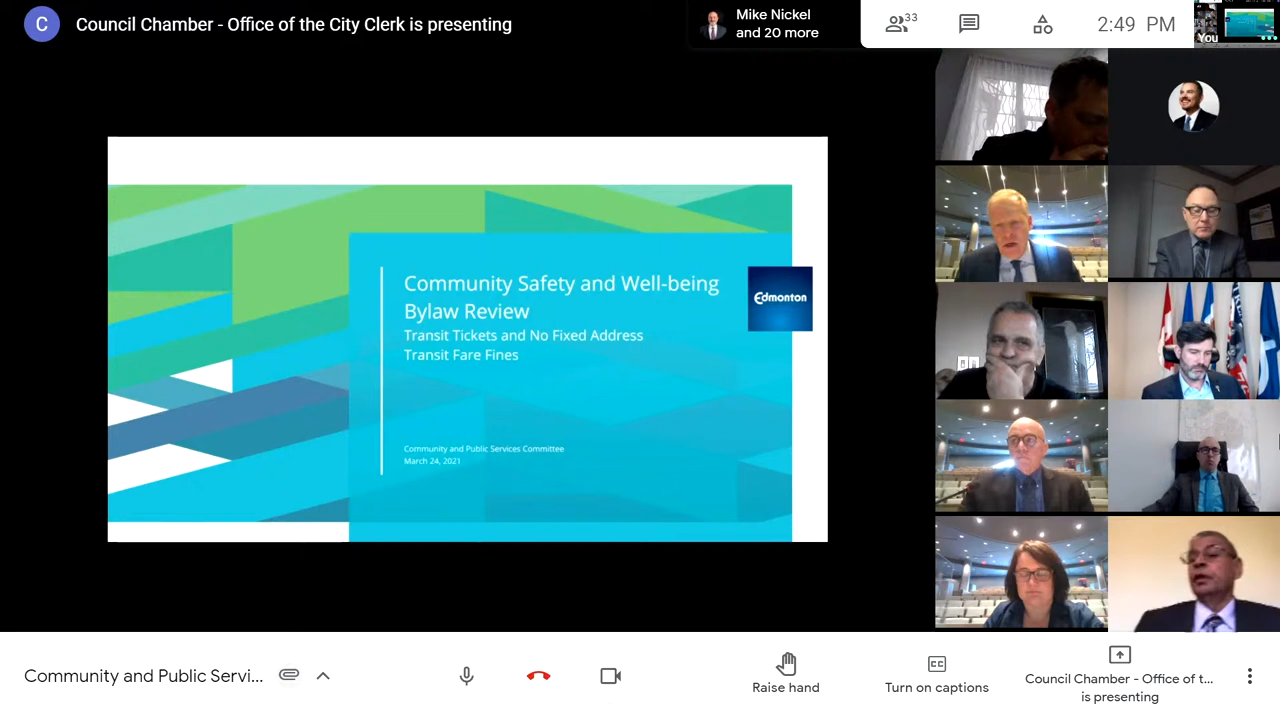 C
Council Chamber - Office of the City Clerk is presenting
Mike Nickel
and 20 more
33
2:49 PM
You
Community Safety and Well-being
Bylaw Review
Transit Tickets and No Fixed Address
Transit Fare Fines
Edmonton
Community and Public Services Committee
March 24, 2021
Community and Public Servi...
Raise hand
CC
Turn on captions
Council Chamber - Office of t...
is presenting